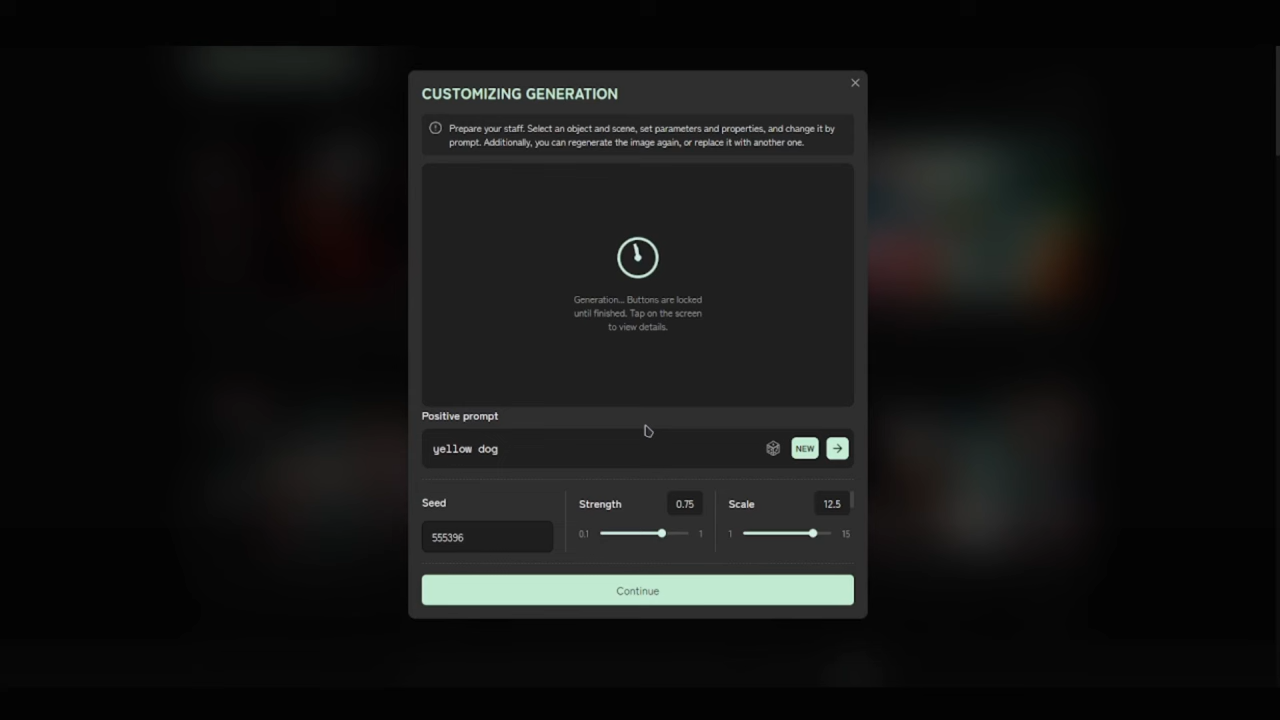 CUSTOMIZING GENERATION
Prepare your staff. Select an object and scene, set parameters and properties, and change it by
prompt. Additionally, you can regenerate the image again, or replace it with another one.
Generation... Buttons are locked
until finished. Tap on the screen
to view details.
Positive prompt
yellow dog
NEW
Seed
Strength
0.75
Scale
12.5
555396
0.1
1
1
15
Continue